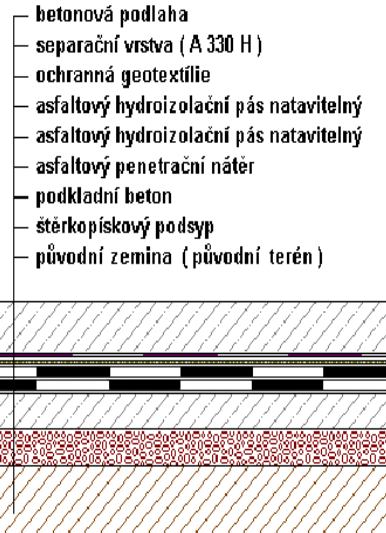 betonová podlaha
separační vrstva ( A 330 H )
ochranná geotextílie
asfaltový hydroizolační pás natavitelný
asfaltový hydroizolační pás natavitelný
asfaltový penetrační nátěr
podkladní beton
štěrkopískový podsyp
původní zemina ( původní terén )